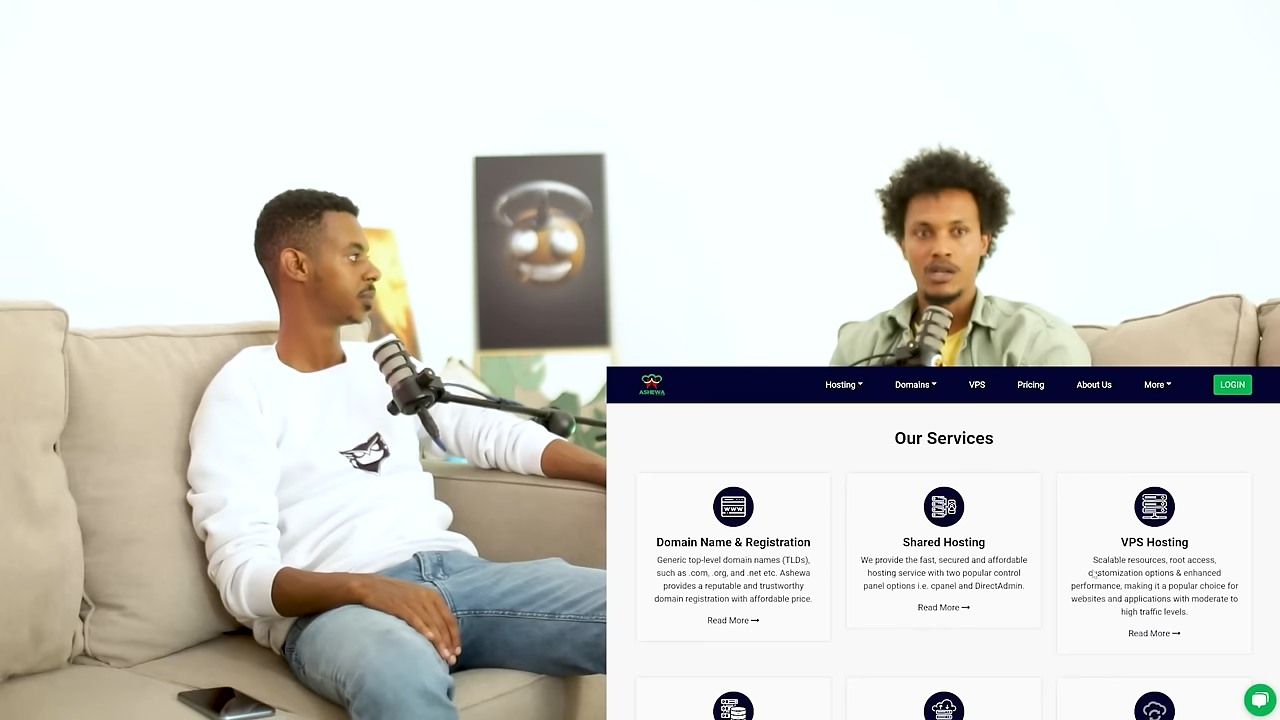 ASHEWA
Hosting
Domains
VPS
Pricing
About Us
More
LOGIN
Our Services
Domain Name & Registration
Generic top-level domain names (TLDs),
such as .com, .org, and .net etc. Ashewa
provides a reputable and trustworthy
domain registration with affordable price.
Read More
Shared Hosting
We provide the fast, secured and affordable
hosting service with two popular control
panel options i.e. cpanel and DirectAdmin.
Read More
VPS Hosting
Scalable resources, root access,
customization options & enhanced
performance, making it a popular choice for
websites and applications with moderate to
high traffic levels.
Read More
WWW